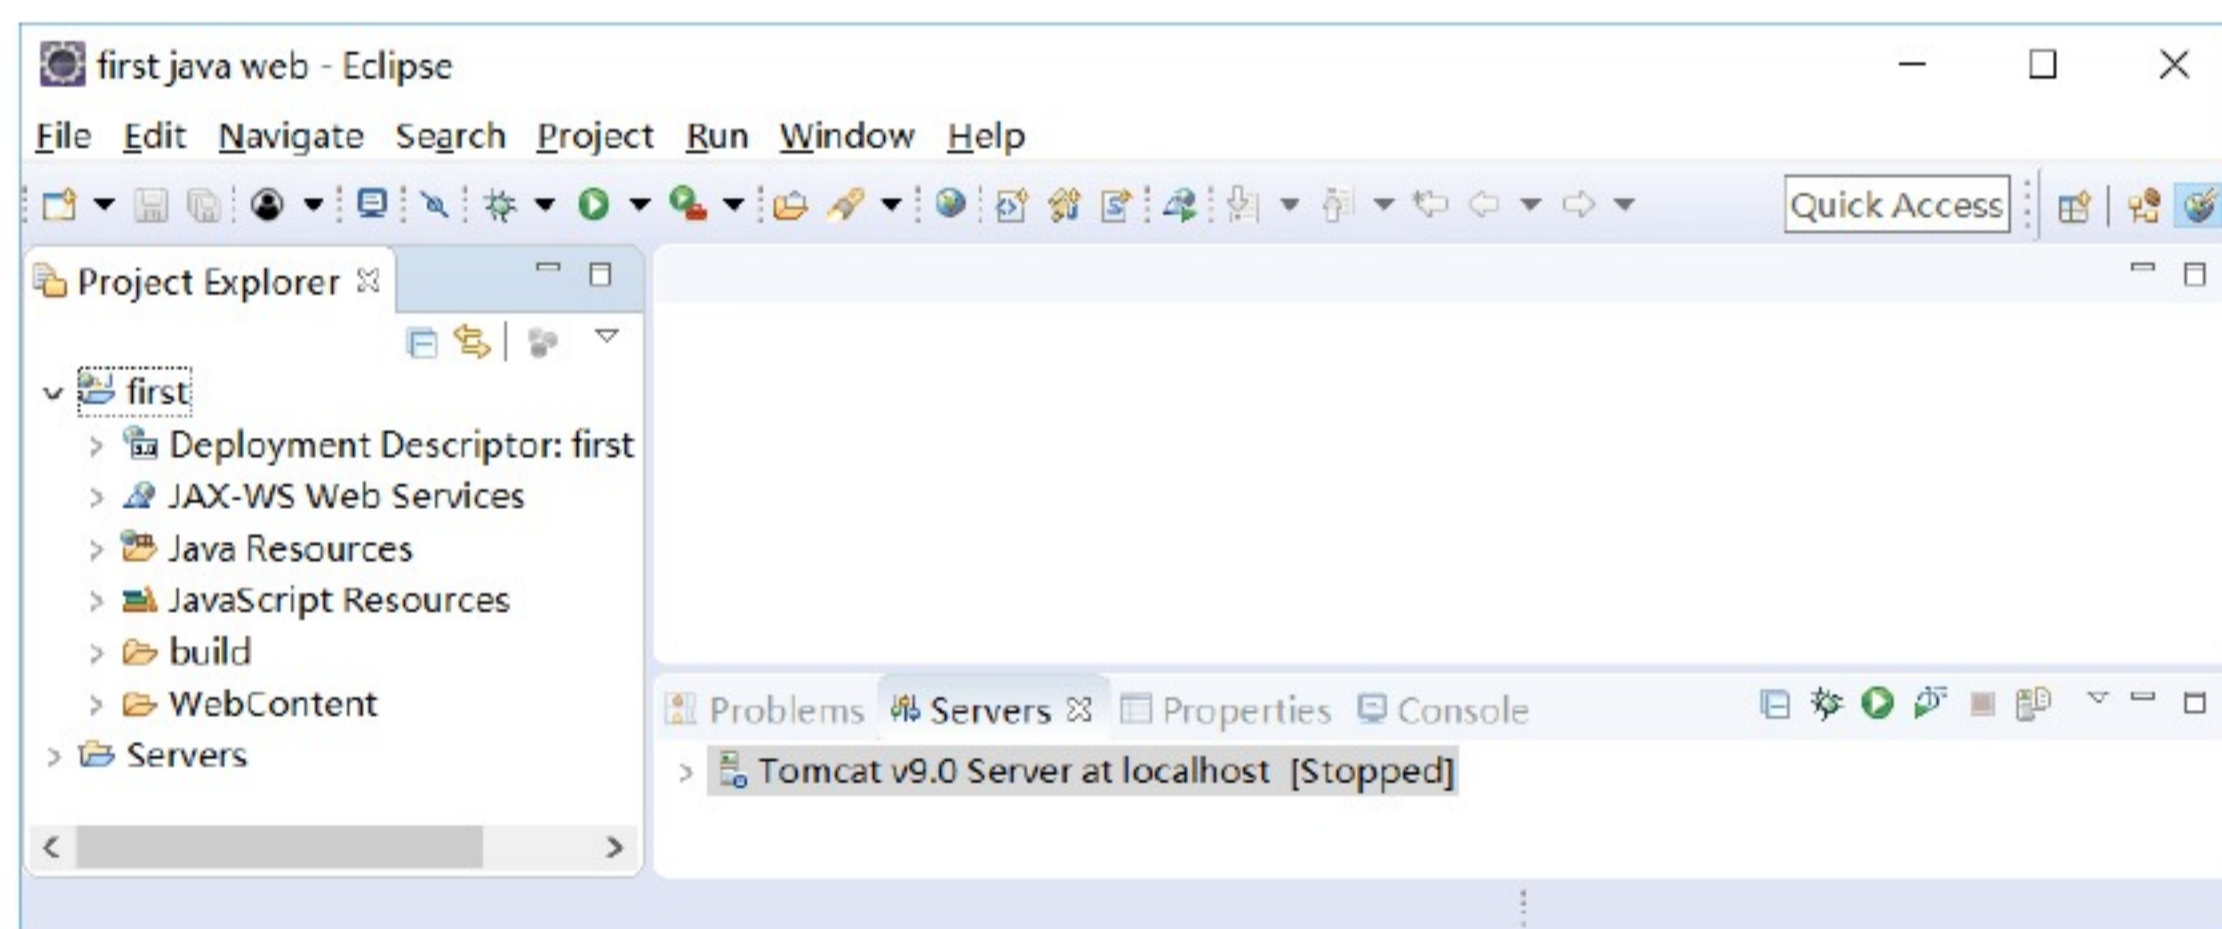 first java web - Eclipse
File Edit Navigate Search Project Run Window Help
Quick Access
Project Explorer
first
Deployment Descriptor: first
JAX-WS Web Services
Java Resources
JavaScript Resources
build
WebContent
Servers
Problems Servers Properties Console
Tomcat v9.0 Server at localhost [Stopped]